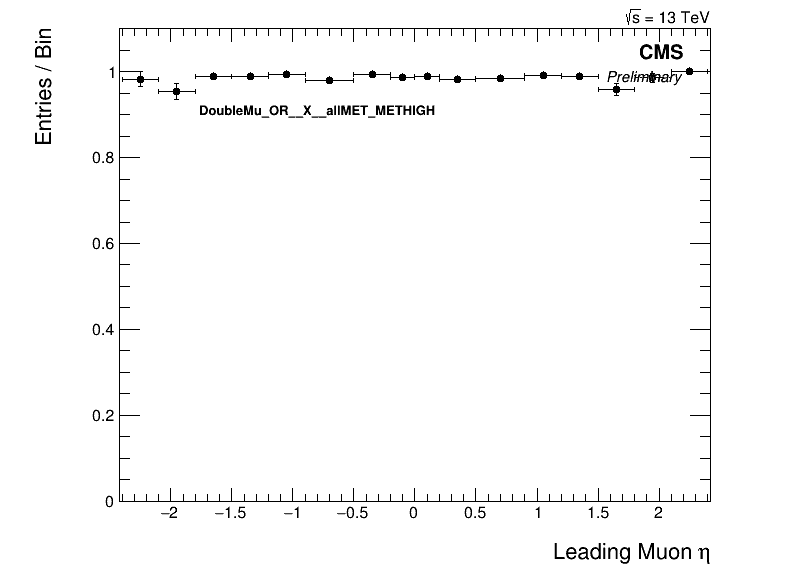 √s = 13 TeV
CMS
Preliminary
DoubleMu_OR__X__allMET_METHIGH
Entries / Bin
1
0.8
0.6
0.4
0.2
0
−2 −1.5 −1 −0.5 0 0.5 1 1.5 2
Leading Muon η